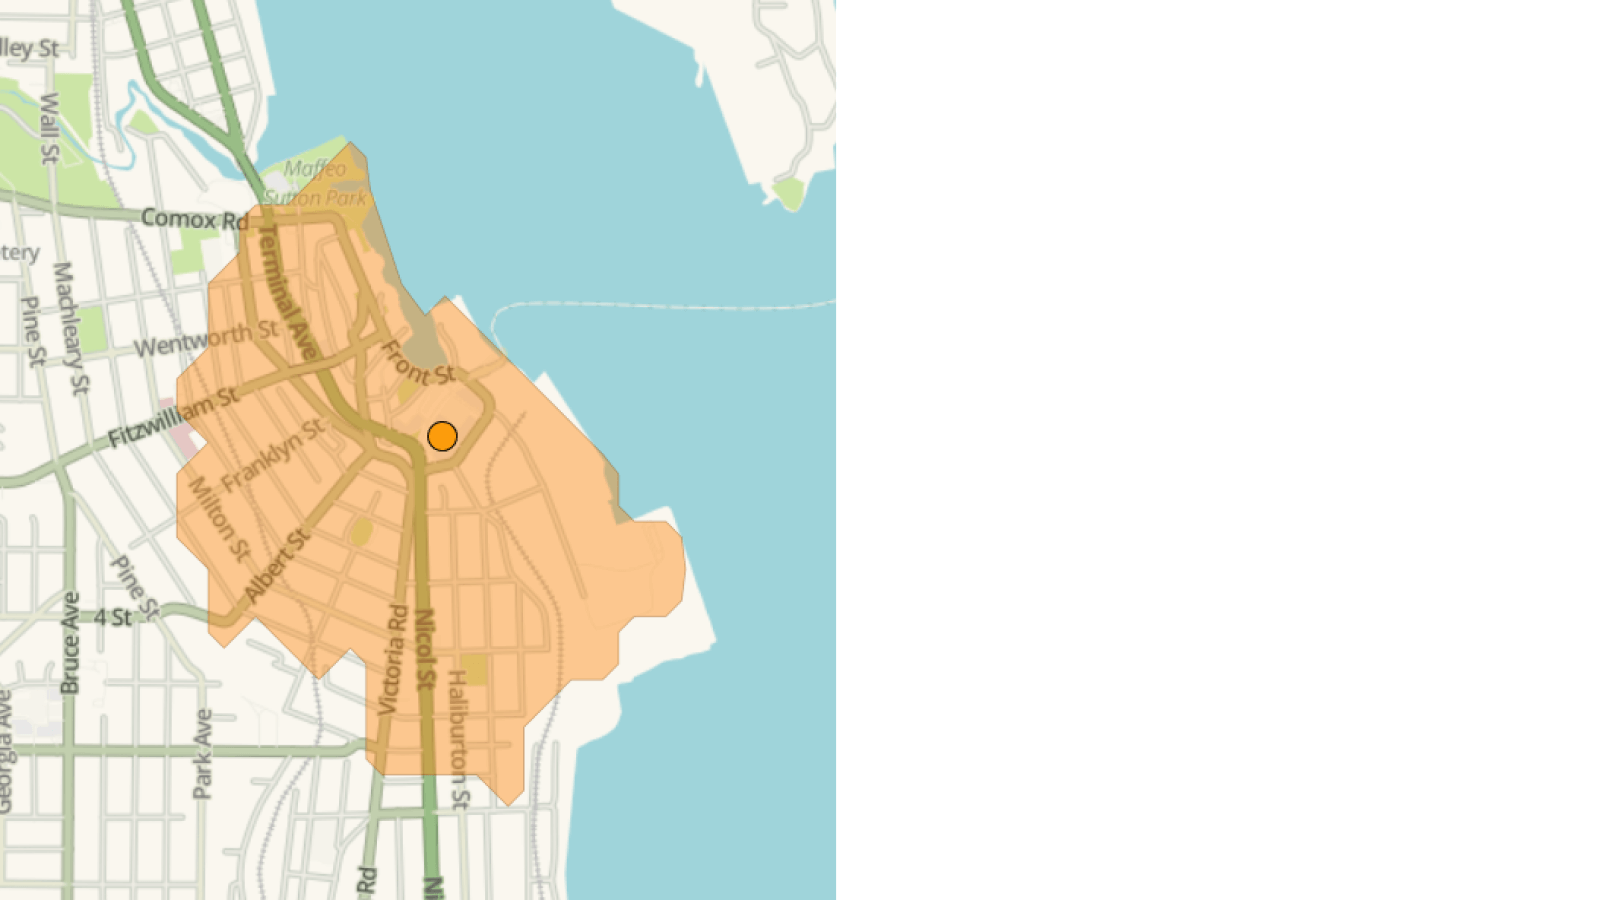 lley St
Wall St
Maffeo
Sutton Park
Comox Rd
tery
Terminal Ave
Machleary St
Pine St
Wentworth St
Front St
Fitzwilliam St
Franklyn St
Milton St
Albert St
Pine St
4 St
Bruce Ave
Victoria Rd
Nicol St
Haliburton St
Georgia Ave
Park Ave
Rd
Ni